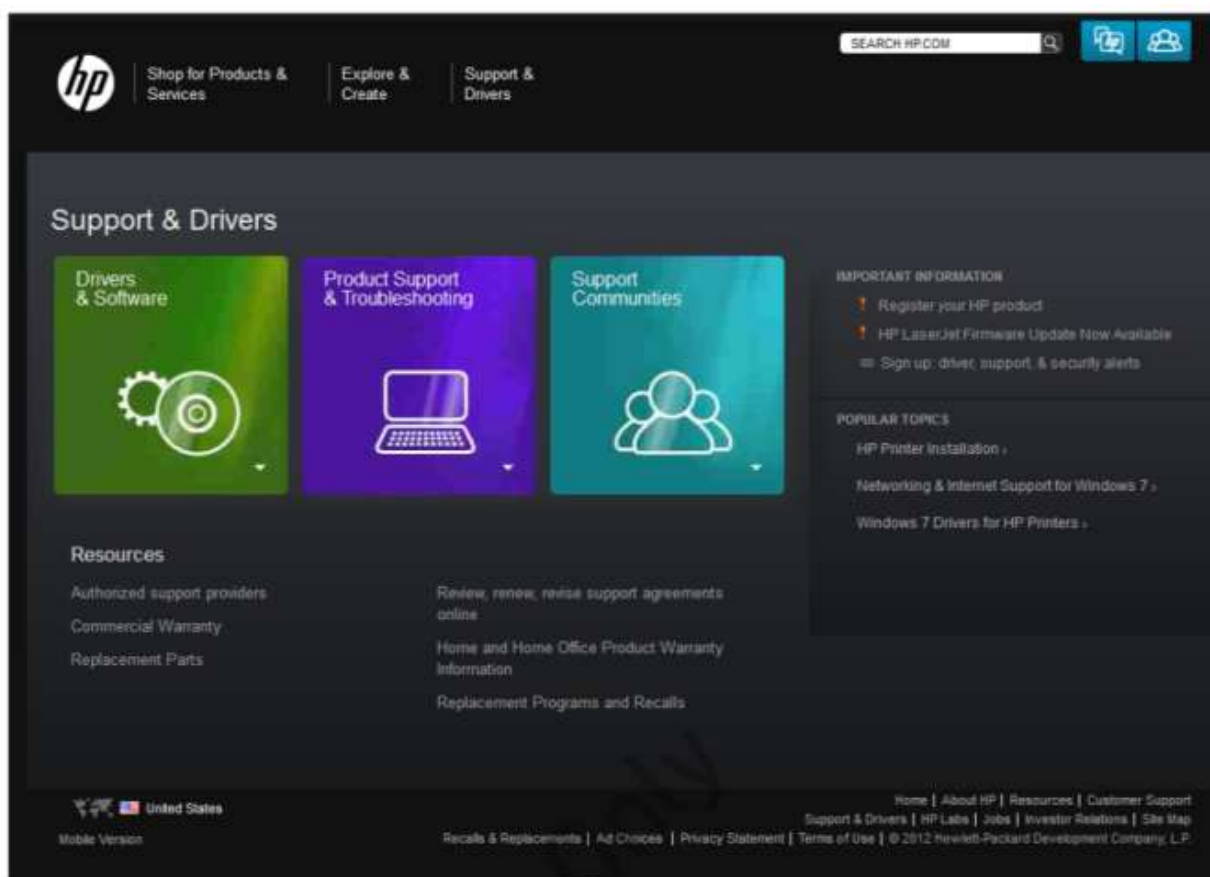 SEARCH HP.COM
hp
Shop for Products &
Services
Explore &
Create
Support &
Drivers
Support & Drivers
Drivers
& Software
Product Support
& Troubleshooting
Support
Communities
IMPORTANT INFORMATION
Register your HP product
HP LaserJet Firmware Update Now Available
Sign up: driver, support, & security alerts
POPULAR TOPICS
HP Printer Installation ›
Networking & Internet Support for Windows 7 ›
Windows 7 Drivers for HP Printers ›
Resources
Authorized support providers
Commercial Warranty
Replacement Parts
Review, renew, revise support agreements
online
Home and Home Office Product Warranty
Information
Replacement Programs and Recalls
only
United States
Mobile Version
Home | About HP | Resources | Customer Support
Support & Drivers | HP Labs | Jobs | Investor Relations | Site Map
Recalls & Replacements | Ad Choices | Privacy Statement | Terms of Use | © 2012 Hewlett-Packard Development Company, L.P.